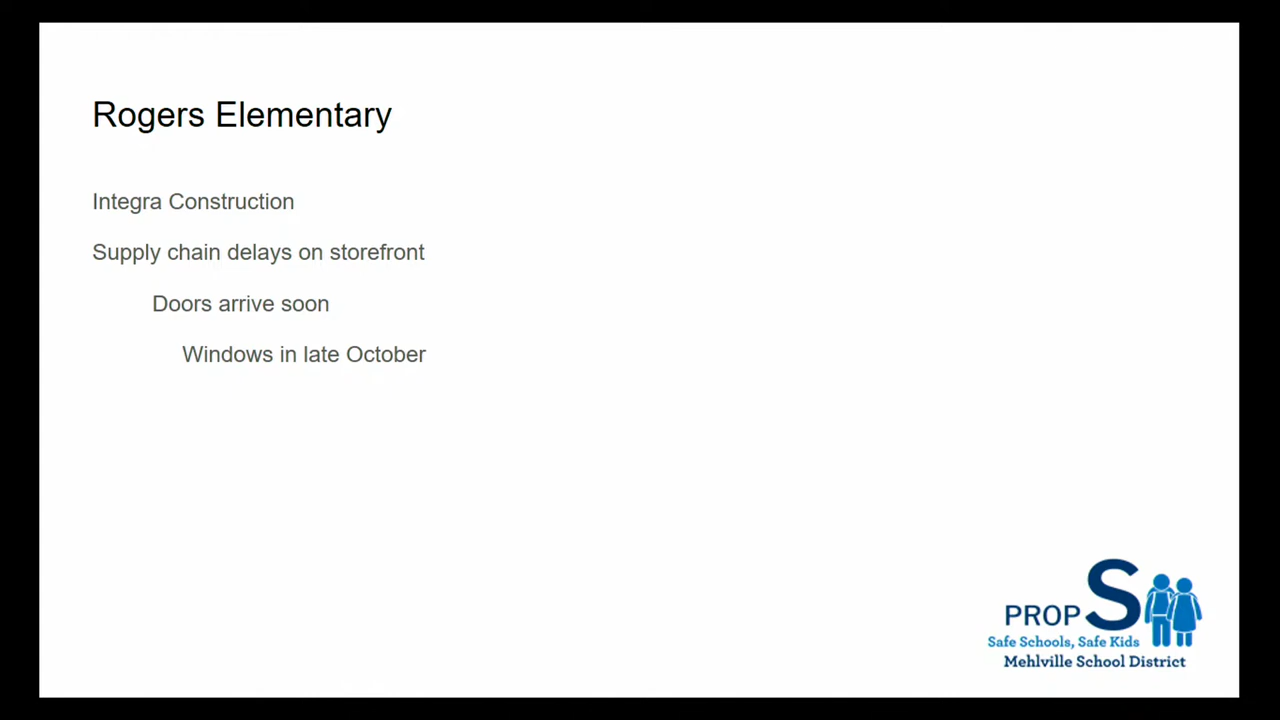 Rogers Elementary
Integra Construction
Supply chain delays on storefront
Doors arrive soon
Windows in late October
PROP S
Safe Schools, Safe Kids
Mehlville School District